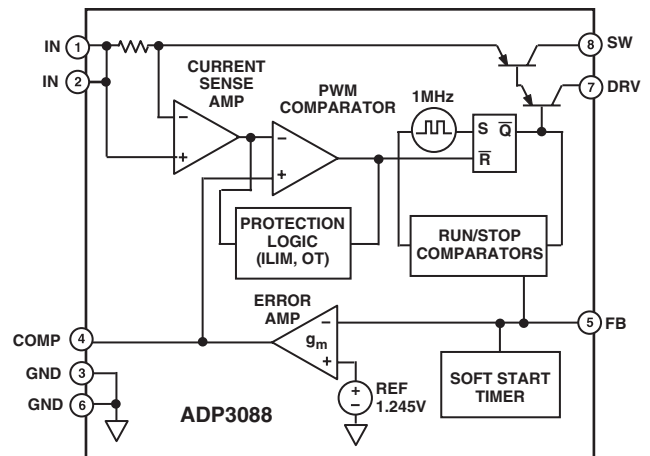 IN 1
8 SW
CURRENT
SENSE
AMP
IN 2
PWM
COMPARATOR
1MHz
7 DRV
−
+
−
+
S Q̅
R̅
PROTECTION
LOGIC
(ILIM, OT)
RUN/STOP
COMPARATORS
ERROR
AMP
−
5 FB
COMP 4
gm
+
GND 3
SOFT START
TIMER
+
−
REF
1.245V
GND 6
ADP3088